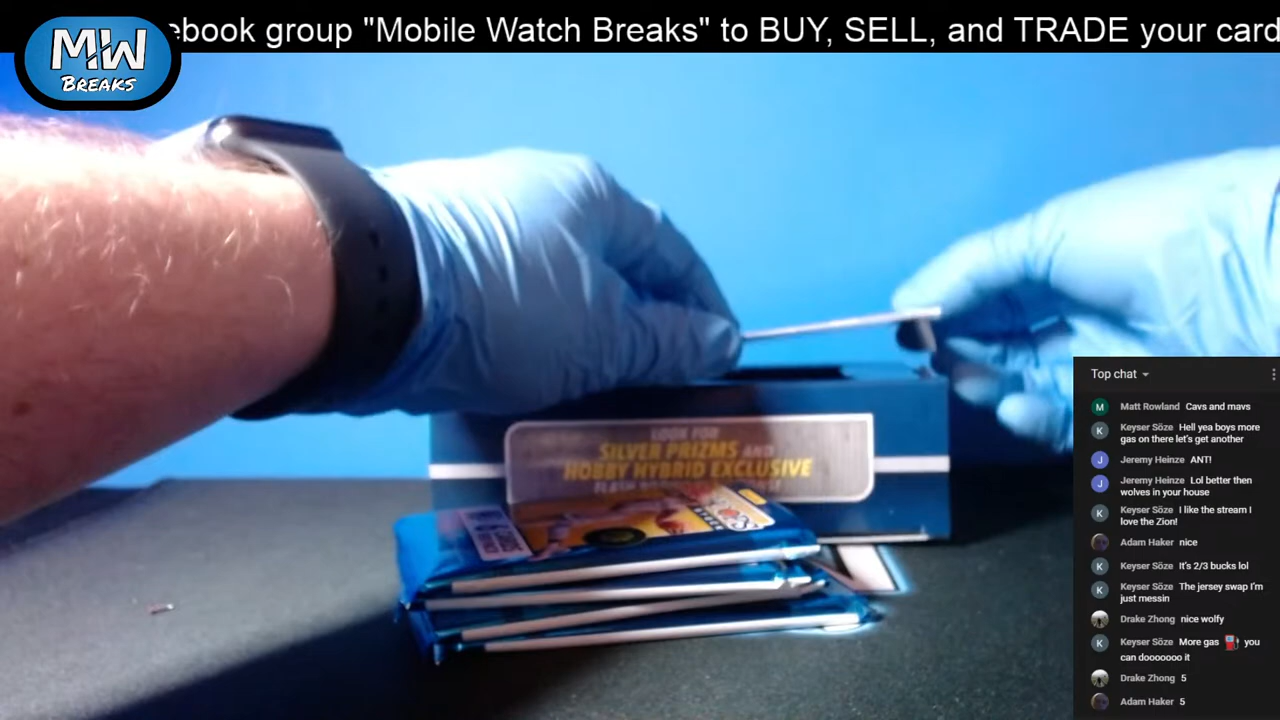 ebook group "Mobile Watch Breaks" to BUY, SELL, and TRADE your card
MW
BREAKS
LOOK FOR
SILVER PRIZMS AND
HOBBY HYBRID EXCLUSIVE
Top chat
M Matt Rowland Cavs and mavs
K Keyser Söze Hell yea boys more
gas on there let's get another
J Jeremy Heinze ANT!
J Jeremy Heinze Lol better then
wolves in your house
K Keyser Söze I like the stream I
love the Zion!
Adam Haker nice
K Keyser Söze It's 2/3 bucks lol
K Keyser Söze The jersey swap I'm
just messin
Drake Zhong nice wolfy
K Keyser Söze More gas ⛽ you
can dooooooo it
Drake Zhong 5
Adam Haker 5